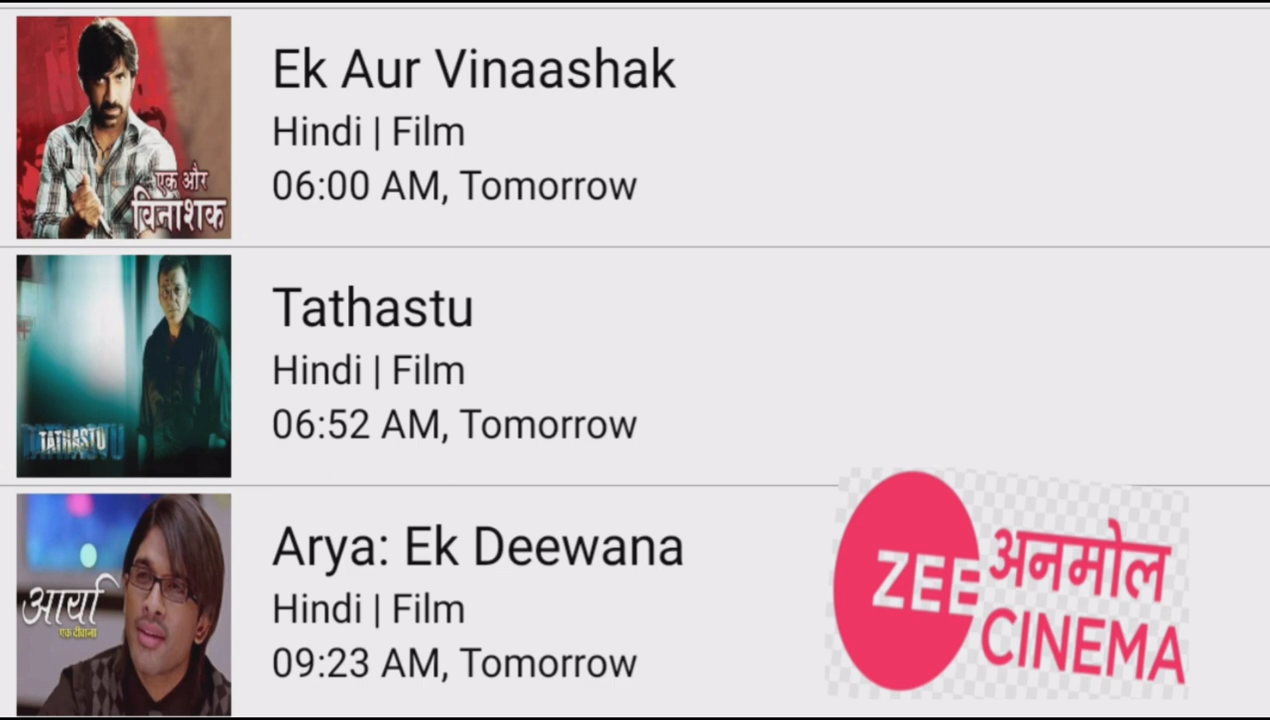 Ek Aur Vinaashak
Hindi | Film
06:00 AM, Tomorrow
एक और
विनाशक
Tathastu
Hindi | Film
06:52 AM, Tomorrow
TATHASTU
Arya: Ek Deewana
Hindi | Film
09:23 AM, Tomorrow
आर्या
एक दीवाना
ZEE अनमोल
CINEMA